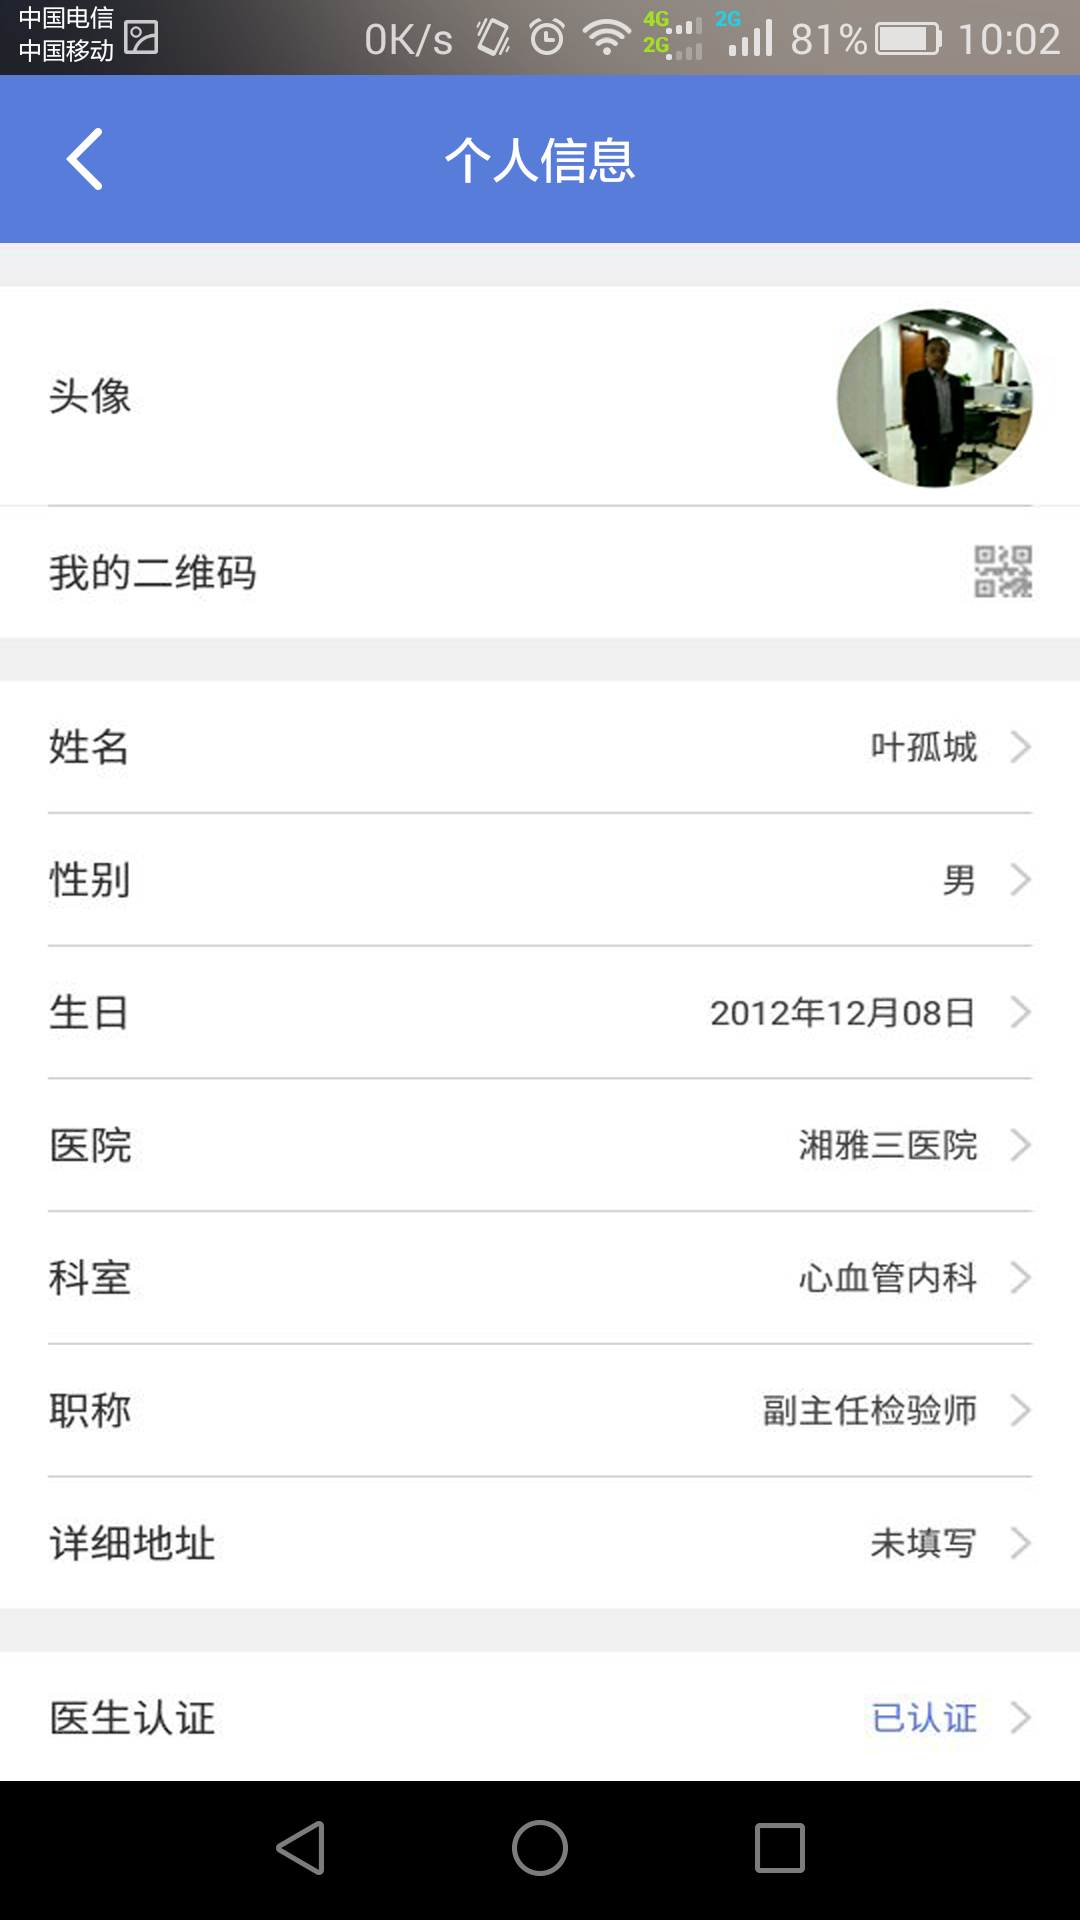 中国电信
中国移动
0K/s 4G 2G 2G 81% 10:02
个人信息
头像
我的二维码
姓名 叶孤城
性别 男
生日 2012年12月08日
医院 湘雅三医院
科室 心血管内科
职称 副主任检验师
详细地址 未填写
医生认证 已认证